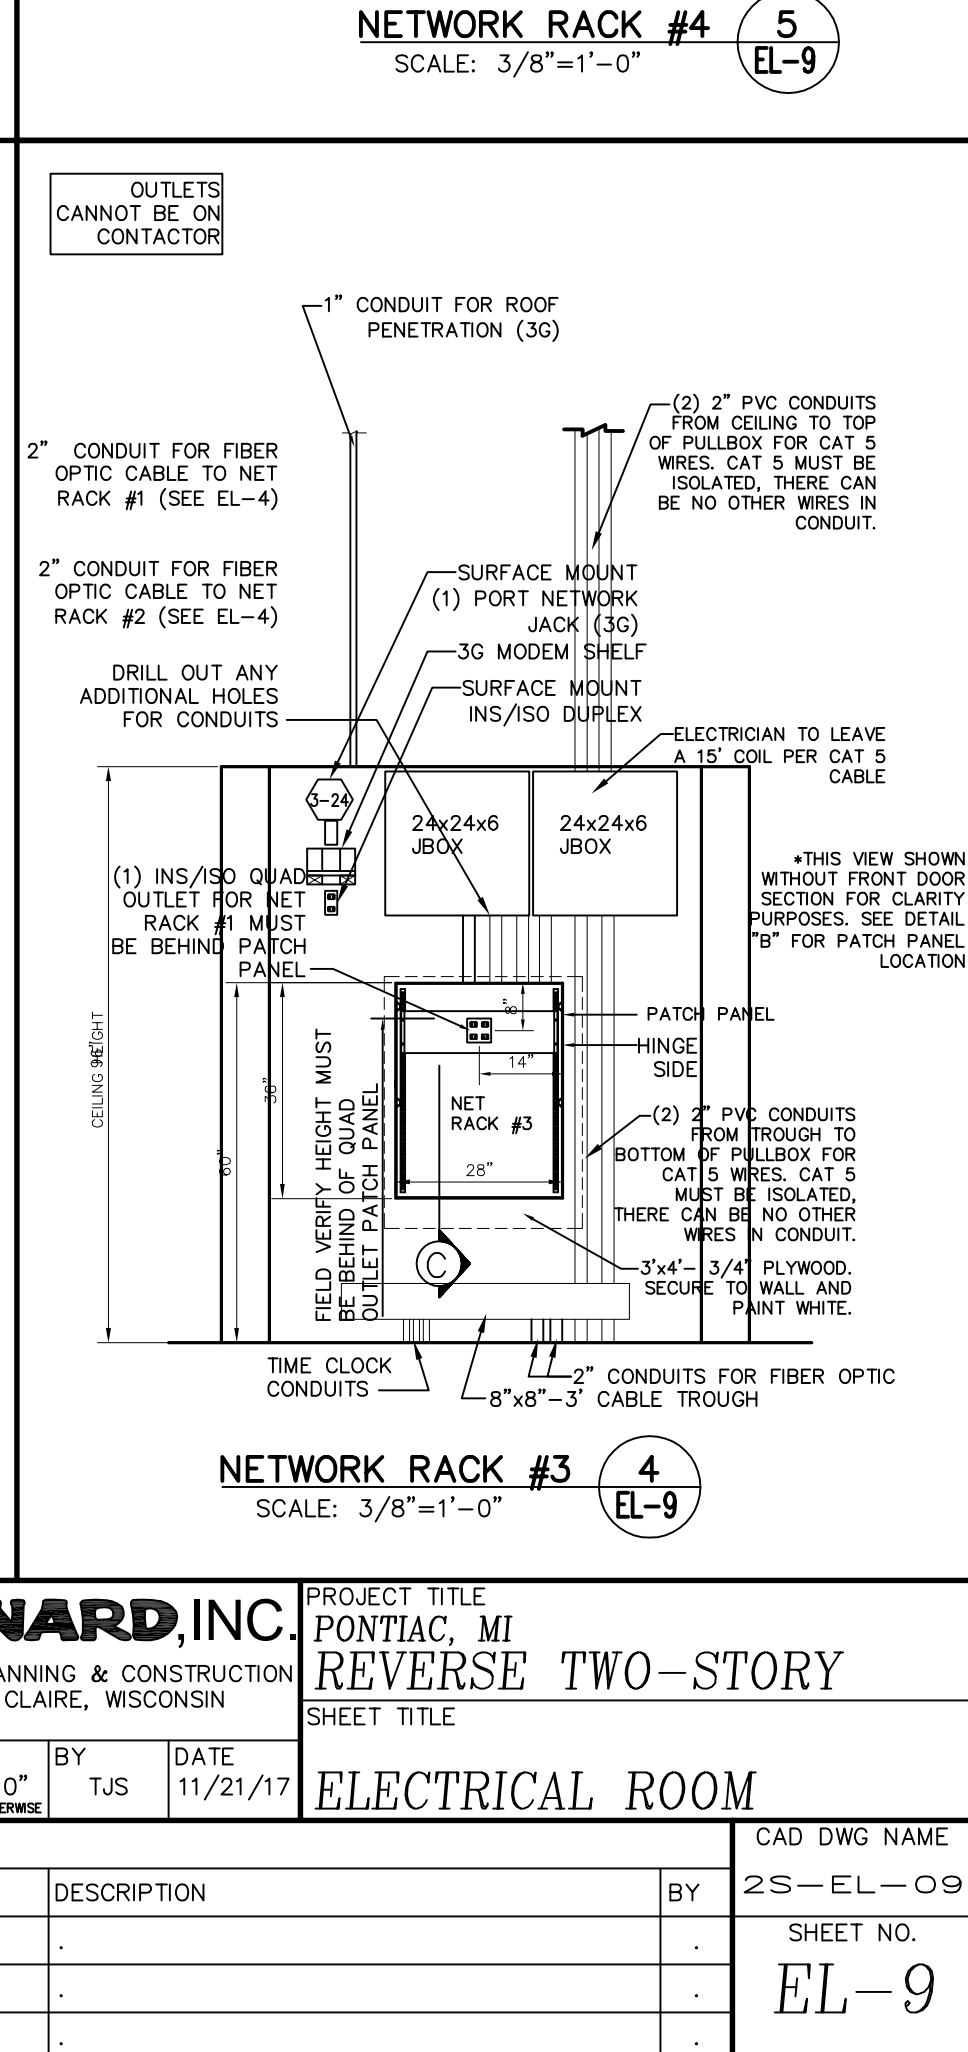 NETWORK RACK #4
SCALE: 3/8"=1'-0"
5
EL-9
OUTLETS
CANNOT BE ON
CONTACTOR
1" CONDUIT FOR ROOF
PENETRATION (3G)
(2) 2" PVC CONDUITS
FROM CEILING TO TOP
OF PULLBOX FOR CAT 5
WIRES. CAT 5 MUST BE
ISOLATED, THERE CAN
BE NO OTHER WIRES IN
CONDUIT.
2" CONDUIT FOR FIBER
OPTIC CABLE TO NET
RACK #1 (SEE EL-4)
2" CONDUIT FOR FIBER
OPTIC CABLE TO NET
RACK #2 (SEE EL-4)
SURFACE MOUNT
(1) PORT NETWORK
JACK (3G)
3G MODEM SHELF
SURFACE MOUNT
INS/ISO DUPLEX
DRILL OUT ANY
ADDITIONAL HOLES
FOR CONDUITS
ELECTRICIAN TO LEAVE
A 15' COIL PER CAT 5
CABLE
3-24
24x24x6
JBOX
24x24x6
JBOX
(1) INS/ISO QUAD
OUTLET FOR NET
RACK #1 MUST
BE BEHIND PATCH
PANEL
*THIS VIEW SHOWN
WITHOUT FRONT DOOR
SECTION FOR CLARITY
PURPOSES. SEE DETAIL
"B" FOR PATCH PANEL
LOCATION
CEILING HEIGHT
96"
60"
36"
8"
14"
28"
PATCH PANEL
HINGE
SIDE
NET
RACK #3
FIELD VERIFY HEIGHT MUST
BE BEHIND OF QUAD
OUTLET PATCH PANEL
(2) 2" PVC CONDUITS
FROM TROUGH TO
BOTTOM OF PULLBOX FOR
CAT 5 WIRES. CAT 5
MUST BE ISOLATED,
THERE CAN BE NO OTHER
WIRES IN CONDUIT.
C
3'x4'- 3/4" PLYWOOD.
SECURE TO WALL AND
PAINT WHITE.
TIME CLOCK
CONDUITS
2" CONDUITS FOR FIBER OPTIC
8"x8"-3' CABLE TROUGH
NETWORK RACK #3
SCALE: 3/8"=1'-0"
4
EL-9
NARD, INC.
ANNING & CONSTRUCTION
CLAIRE, WISCONSIN
PROJECT TITLE
PONTIAC, MI
REVERSE TWO-STORY
SHEET TITLE
ELECTRICAL ROOM
0"
ERWISE
BY
TJS
DATE
11/21/17
CAD DWG NAME
2S-EL-09
DESCRIPTION
BY
SHEET NO.
EL-9
. .
. .
. .